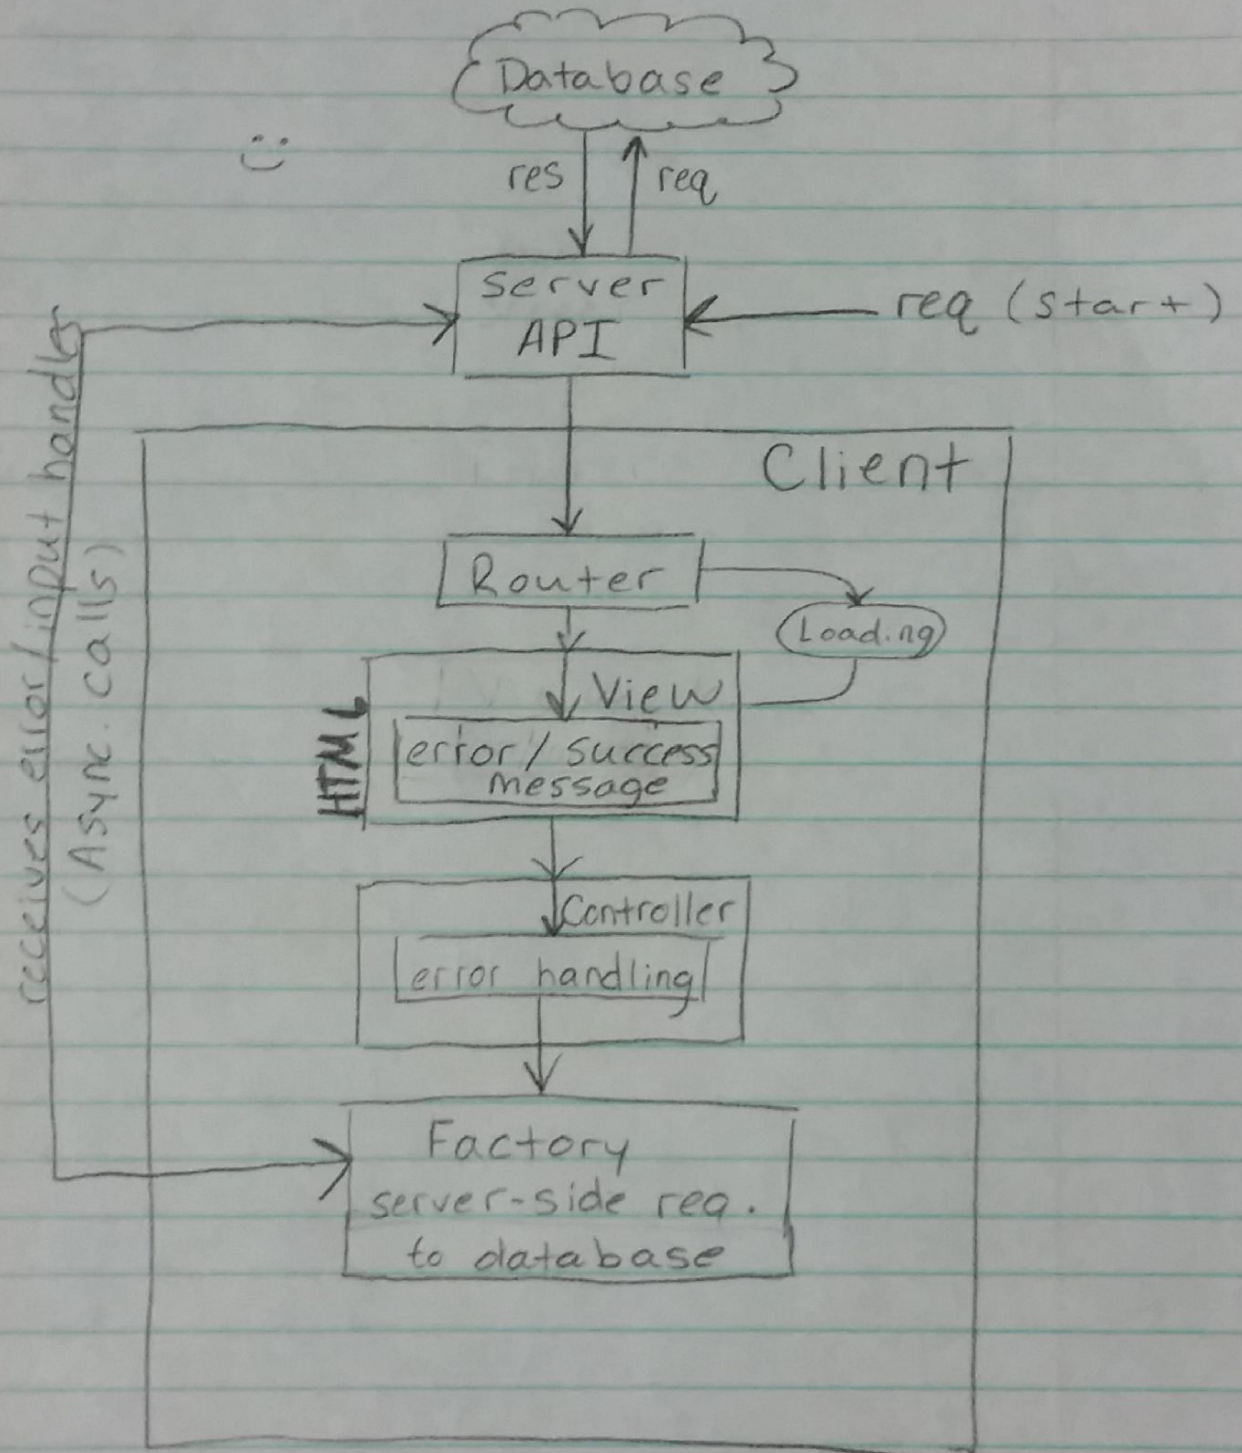 Database
res
req
Server
API
req (start)
Client
Router
Loading
View
HTML
error/success
message
Controller
error handling
Factory
server-side req.
to database
receives error/input handler
(Async. calls)